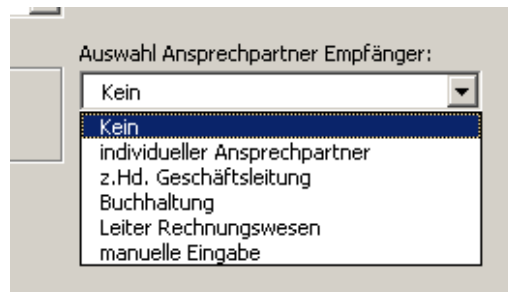 Auswahl Ansprechpartner Empfänger:
Kein
Kein
individueller Ansprechpartner
z.Hd. Geschäftsleitung
Buchhaltung
Leiter Rechnungswesen
manuelle Eingabe